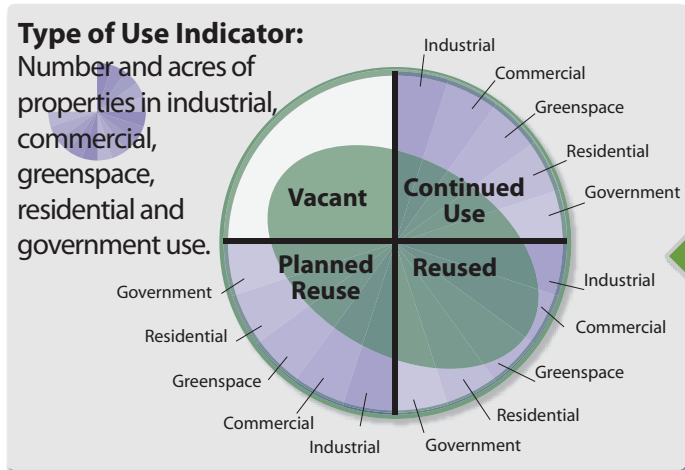 Type of Use Indicator:
Number and acres of
properties in industrial,
commercial,
greenspace,
residential and
government use.
Industrial
Commercial
Greenspace
Residential
Government
Vacant
Continued
Use
Planned
Reuse
Reused
Government
Residential
Greenspace
Commercial
Industrial
Industrial
Commercial
Greenspace
Residential
Government